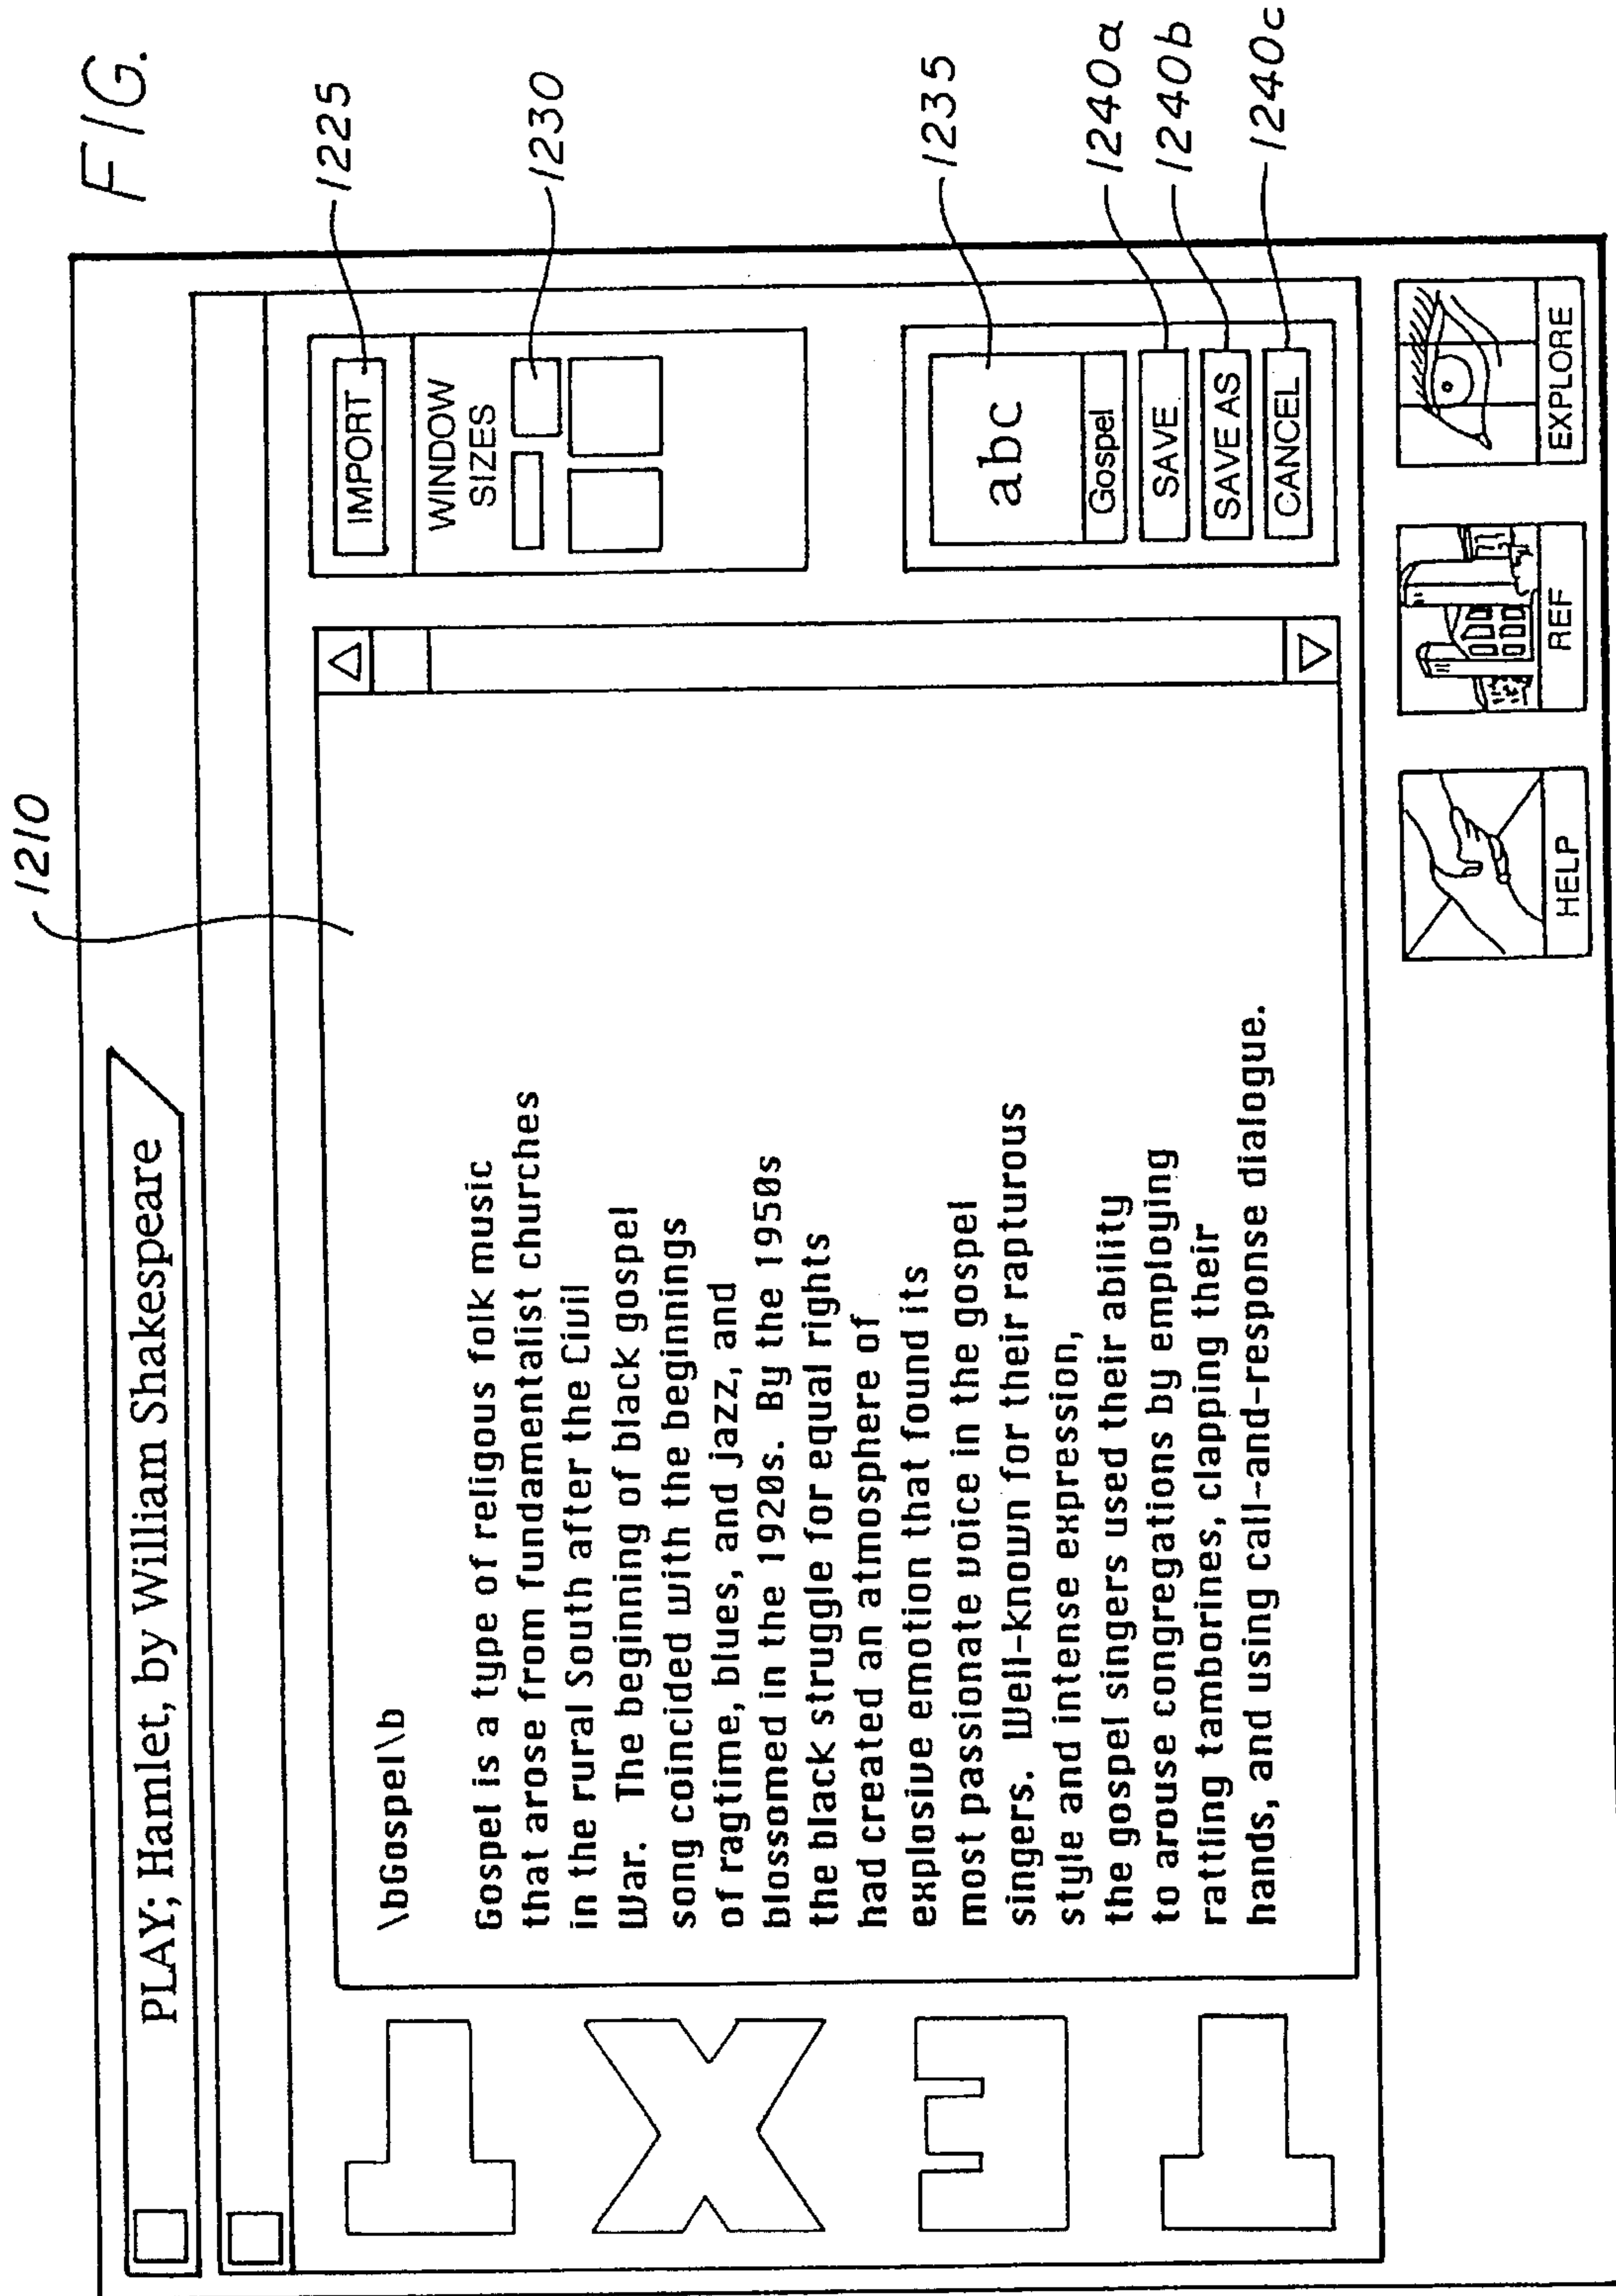 FIG.
1210
PLAY; Hamlet, by William Shakespeare
TEXT
\bGospel\b
Gospel is a type of religous folk music
that arose from fundamentalist churches
in the rural South after the Civil
War. The beginning of black gospel
song coincided with the beginnings
of ragtime, blues, and jazz, and
blossomed in the 1920s. By the 1950s
the black struggle for equal rights
had created an atmosphere of
explosive emotion that found its
most passionate voice in the gospel
singers. Well-known for their rapturous
style and intense expression,
the gospel singers used their ability
to arouse congregations by employing
rattling tamborines, clapping their
hands, and using call-and-response dialogue.
IMPORT
1225
WINDOW
SIZES
1230
abc
1235
Gospel
SAVE
1240a
SAVE AS
1240b
CANCEL
1240c
HELP
REF
EXPLORE